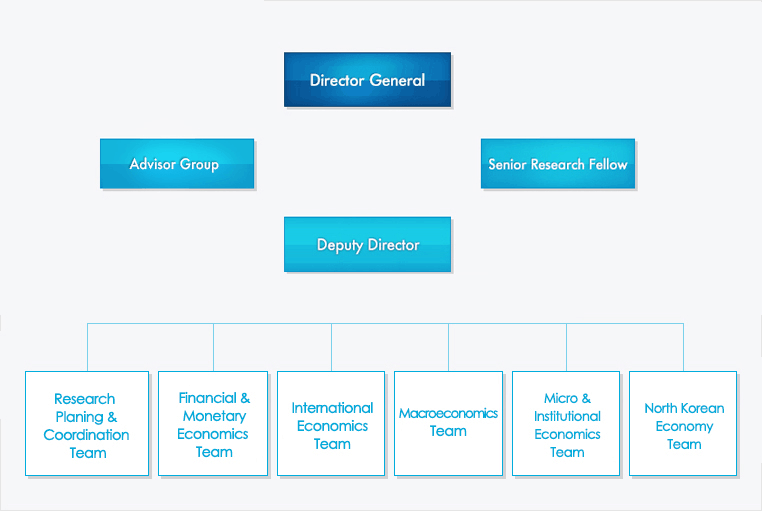 Director General
Advisor Group
Senior Research Fellow
Deputy Director
Research
Planing &
Coordination
Team
Financial &
Monetary
Economics
Team
International
Economics
Team
Macroeconomics
Team
Micro &
Institutional
Economics
Team
North Korean
Economy
Team